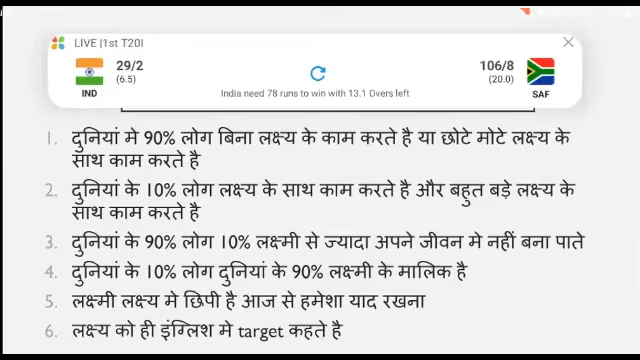 LIVE |1st T20I
29/2
(6.5)
IND
India need 78 runs to win with 13.1 Overs left
106/8
(20.0)
SAF
1. दुनियां मे 90% लोग बिना लक्ष्य के काम करते है या छोटे मोटे लक्ष्य के
साथ काम करते है
2. दुनियां के 10% लोग लक्ष्य के साथ काम करते है और बहुत बड़े लक्ष्य के
साथ काम करते है
3. दुनियां के 90% लोग 10% लक्ष्मी से ज्यादा अपने जीवन मे नहीं बना पाते
4. दुनियां के 10% लोग दुनियां के 90% लक्ष्मी के मालिक है
5. लक्ष्मी लक्ष्य मे छिपी है आज से हमेशा याद रखना
6. लक्ष्य को ही इंग्लिश मे target कहते है